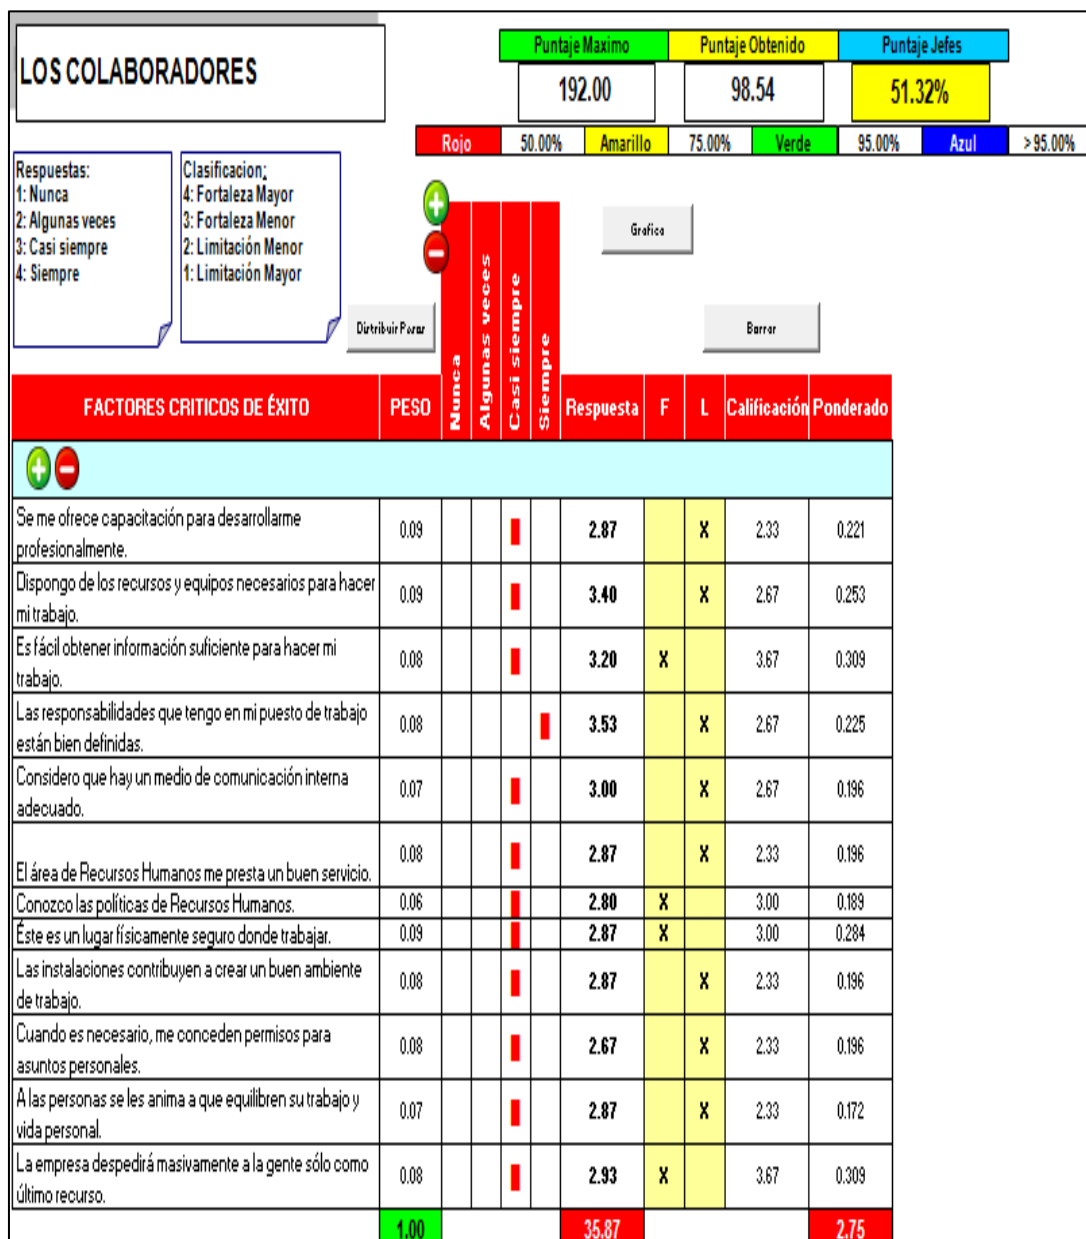 LOS COLABORADORES
Puntaje Maximo Puntaje Obtenido Puntaje Jefes
192.00 98.54 51.32%
Rojo 50.00% Amarillo 75.00% Verde 95.00% Azul >95.00%
Respuestas:
1: Nunca
2: Algunas veces
3: Casi siempre
4: Siempre
Clasificacion:
4: Fortaleza Mayor
3: Fortaleza Menor
2: Limitación Menor
1: Limitación Mayor
Grafica
Distribuir Pesos
Borrar
FACTORES CRITICOS DE ÉXITO PESO Nunca Algunas veces Casi siempre Siempre Respuesta F L Calificación Ponderado
Se me ofrece capacitación para desarrollarme
profesionalmente. 0.09 2.87 X 2.33 0.221
Dispongo de los recursos y equipos necesarios para hacer
mi trabajo. 0.09 3.40 X 2.67 0.253
Es fácil obtener información suficiente para hacer mi
trabajo. 0.08 3.20 X 3.67 0.309
Las responsabilidades que tengo en mi puesto de trabajo
están bien definidas. 0.08 3.53 X 2.67 0.225
Considero que hay un medio de comunicación interna
adecuado. 0.07 3.00 X 2.67 0.196
El área de Recursos Humanos me presta un buen servicio. 0.08 2.87 X 2.33 0.196
Conozco las políticas de Recursos Humanos. 0.06 2.80 X 3.00 0.189
Éste es un lugar físicamente seguro donde trabajar. 0.09 2.87 X 3.00 0.284
Las instalaciones contribuyen a crear un buen ambiente
de trabajo. 0.08 2.87 X 2.33 0.196
Cuando es necesario, me conceden permisos para
asuntos personales. 0.08 2.67 X 2.33 0.196
A las personas se les anima a que equilibren su trabajo y
vida personal. 0.07 2.87 X 2.33 0.172
La empresa despedirá masivamente a la gente sólo como
último recurso. 0.08 2.93 X 3.67 0.309
1.00 35.87 2.75